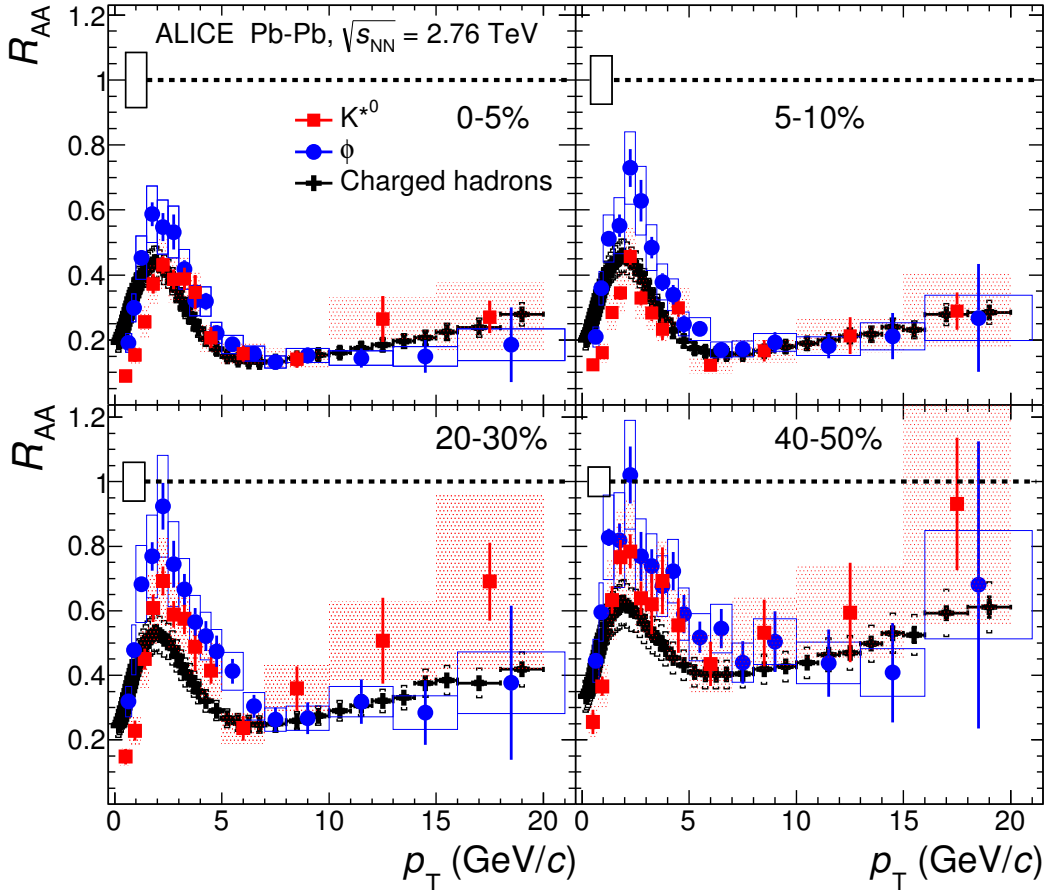 R_AA
ALICE Pb-Pb, √s_NN = 2.76 TeV
K*⁰
ϕ
Charged hadrons
0-5%
5-10%
1.2
1
0.8
0.6
0.4
0.2
R_AA
20-30%
40-50%
1.2
1
0.8
0.6
0.4
0.2
0 5 10 15 20
0 5 10 15 20
p_T (GeV/c)
p_T (GeV/c)